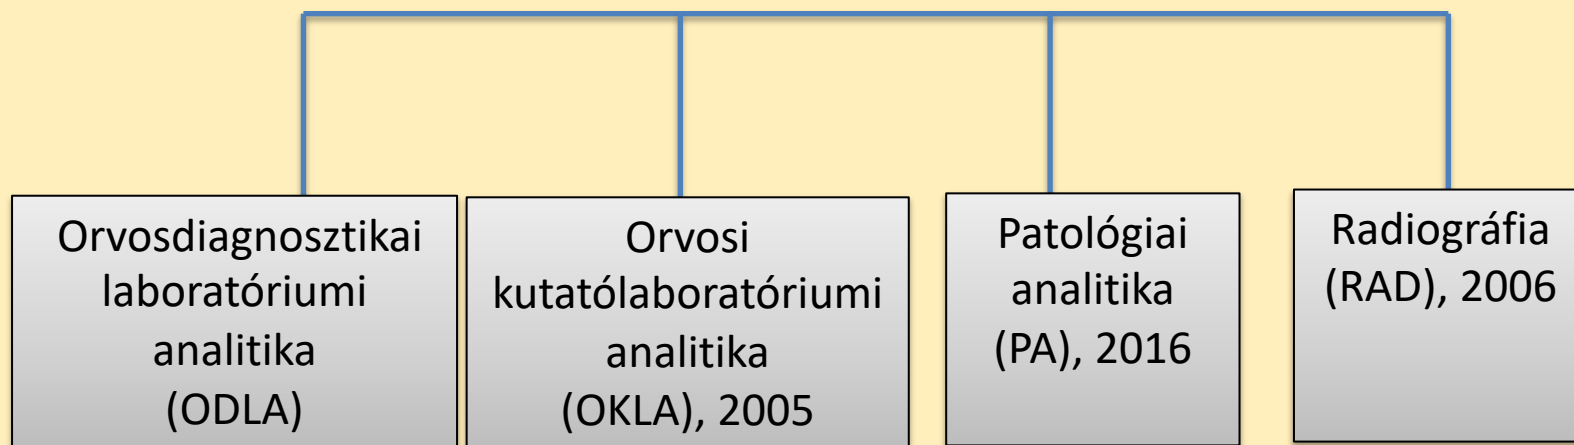 Orvosdiagnosztikai
laboratóriumi
analitika
(ODLA)
Orvosi
kutatólaboratóriumi
analitika
(OKLA), 2005
Patológiai
analitika
(PA), 2016
Radiográfia
(RAD), 2006